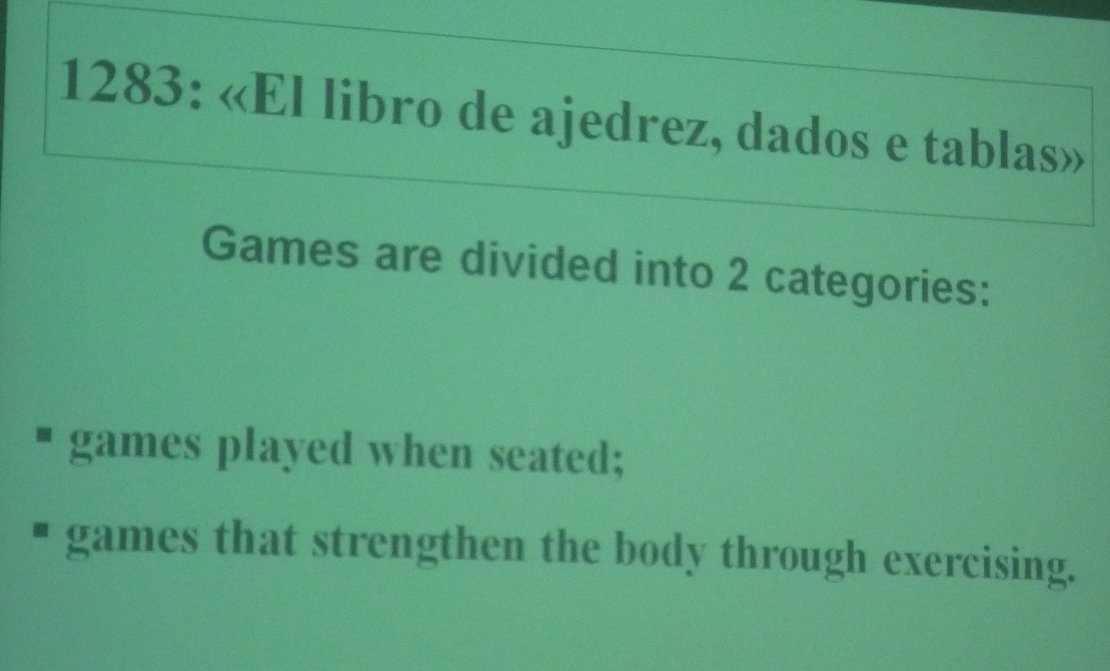 1283: «El libro de ajedrez, dados e tablas»
Games are divided into 2 categories:
▪ games played when seated;
▪ games that strengthen the body through exercising.